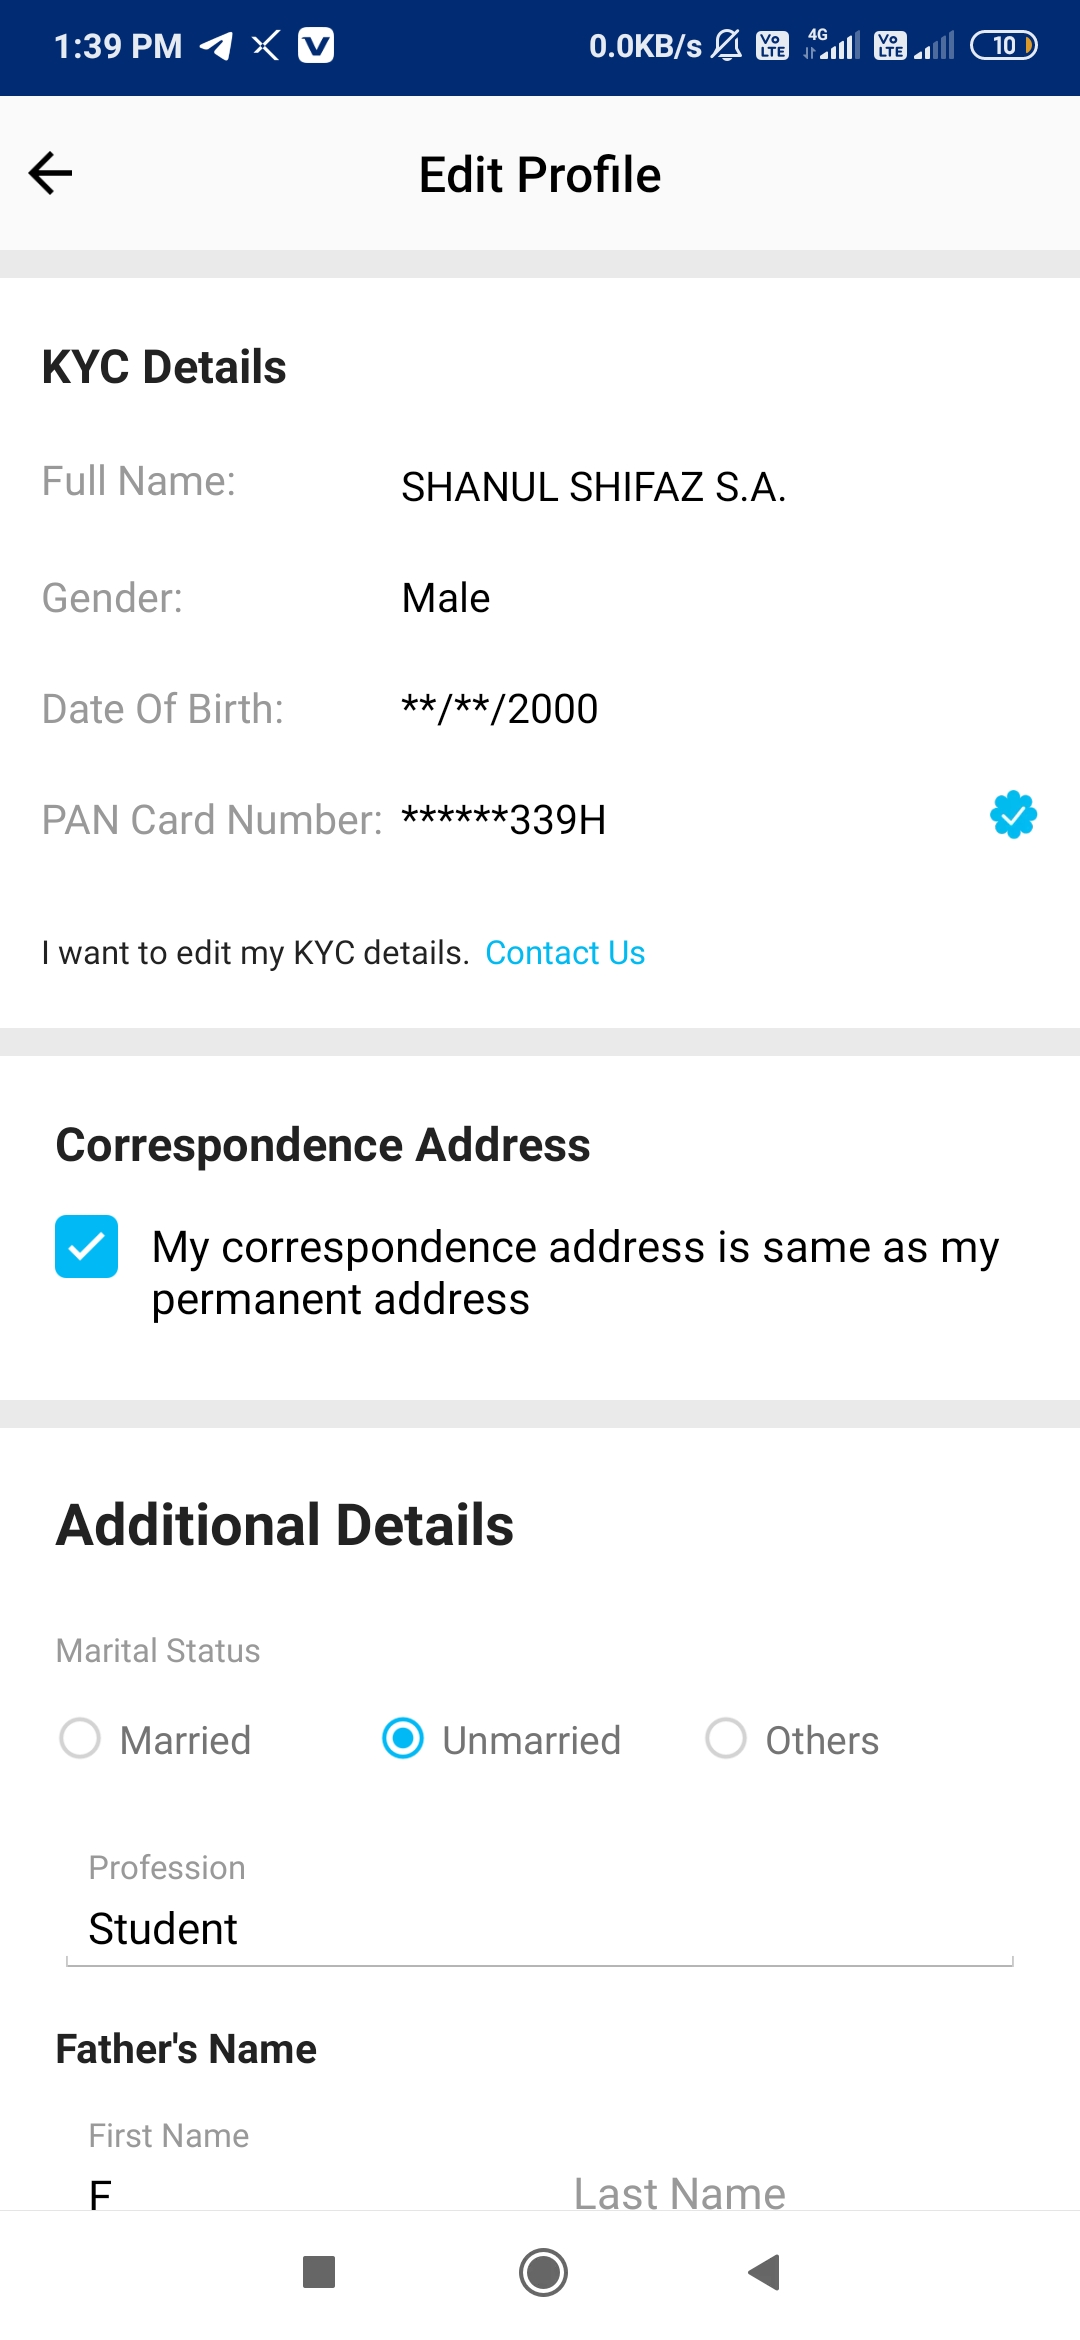 1:39 PM 0.0KB/s Vo LTE 4G Vo LTE 10
Edit Profile
KYC Details
Full Name: SHANUL SHIFAZ S.A.
Gender: Male
Date Of Birth: **/**/2000
PAN Card Number: ******339H
I want to edit my KYC details. Contact Us
Correspondence Address
My correspondence address is same as my
permanent address
Additional Details
Marital Status
Married Unmarried Others
Profession
Student
Father's Name
First Name
F Last Name